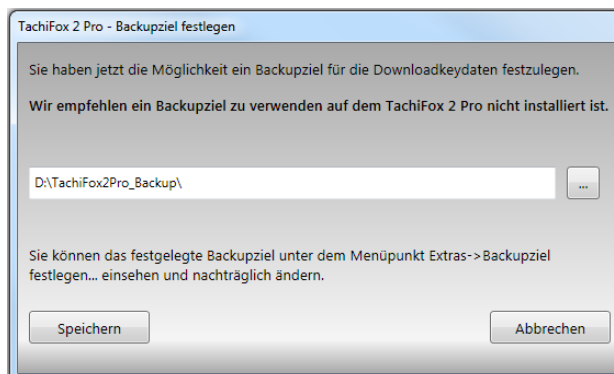 TachiFox 2 Pro - Backupziel festlegen
Sie haben jetzt die Möglichkeit ein Backupziel für die Downloadkeydaten festzulegen.
Wir empfehlen ein Backupziel zu verwenden auf dem TachiFox 2 Pro nicht installiert ist.
D:\TachiFox2Pro_Backup\
...
Sie können das festgelegte Backupziel unter dem Menüpunkt Extras->Backupziel
festlegen... einsehen und nachträglich ändern.
Speichern
Abbrechen